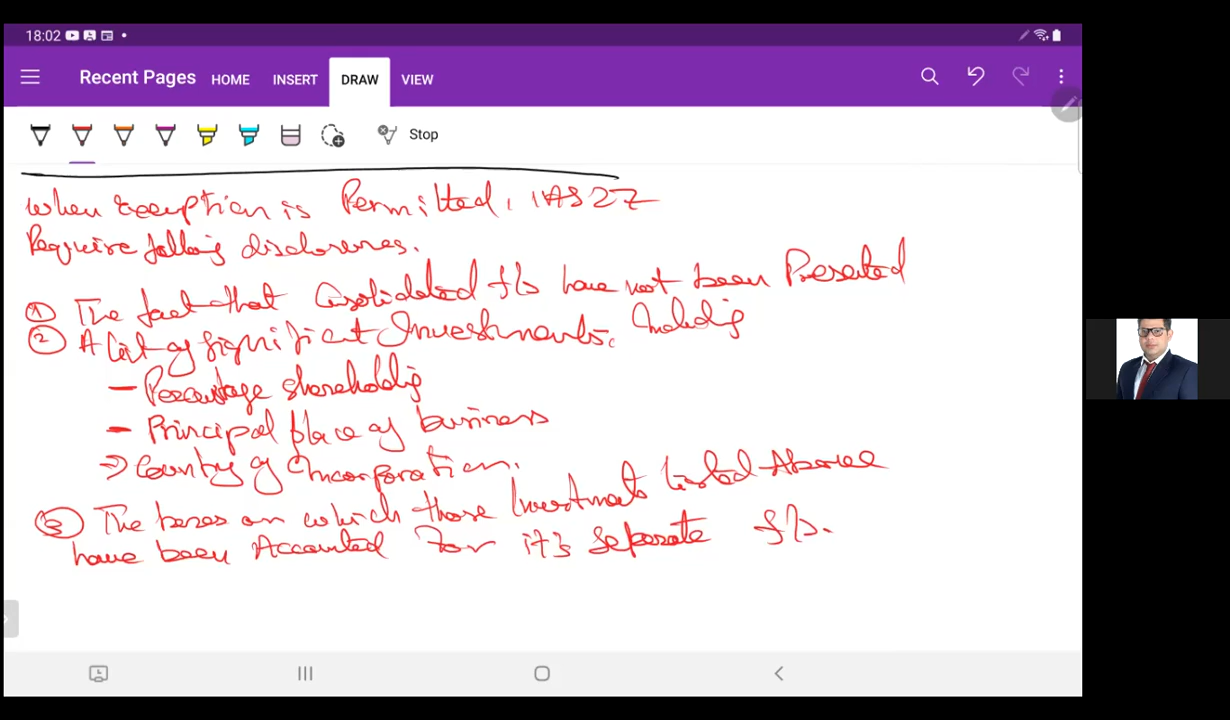 18:02
Recent Pages HOME INSERT DRAW VIEW
Stop
When exemption is Permitted, IAS 27
Require following disclosures.
① The fact that Consolidated f/s have not been Presented
② A list of significant Investments, Including
- Percentage shareholding
- Principal place of business
→ Country of Incorporation.
③ The bases on which those Investments Listed Above
have been Accounted For it's Separate f/s.